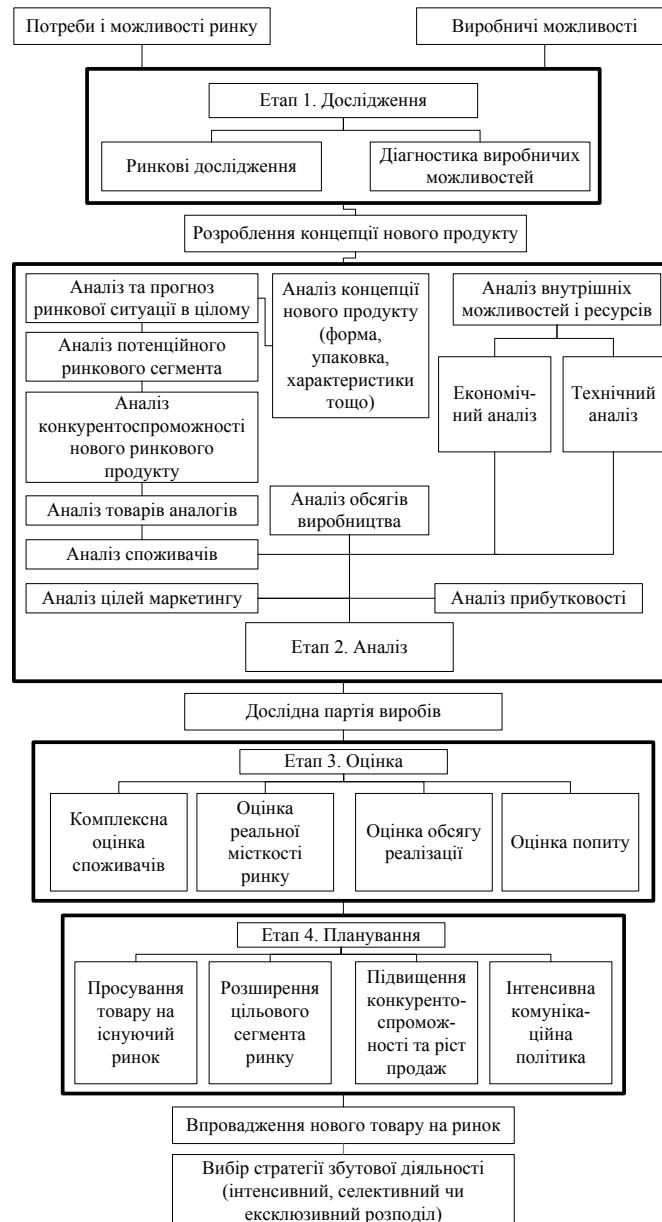 Потреби і можливості ринку
Виробничі можливості
Етап 1. Дослідження
Ринкові дослідження
Діагностика виробничих
можливостей
Розроблення концепції нового продукту
Аналіз та прогноз
ринкової ситуації в цілому
Аналіз потенційного
ринкового сегмента
Аналіз
конкурентоспроможності
нового ринкового
продукту
Аналіз товарів аналогів
Аналіз споживачів
Аналіз цілей маркетингу
Аналіз концепції
нового продукту
(форма,
упаковка,
характеристики
тощо)
Аналіз обсягів
виробництва
Аналіз внутрішніх
можливостей і ресурсів
Економіч-
ний аналіз
Технічний
аналіз
Аналіз прибутковості
Етап 2. Аналіз
Дослідна партія виробів
Етап 3. Оцінка
Комплексна
оцінка
споживачів
Оцінка
реальної
місткості
ринку
Оцінка обсягу
реалізації
Оцінка попиту
Етап 4. Планування
Просування
товару на
існуючий
ринок
Розширення
цільового
сегмента
ринку
Підвищення
конкуренто-
спромож-
ності та ріст
продаж
Інтенсивна
комуніка-
ційна
політика
Впровадження нового товару на ринок
Вибір стратегії збутової діяльності
(інтенсивний, селективний чи
ексклюзивний розподіл)